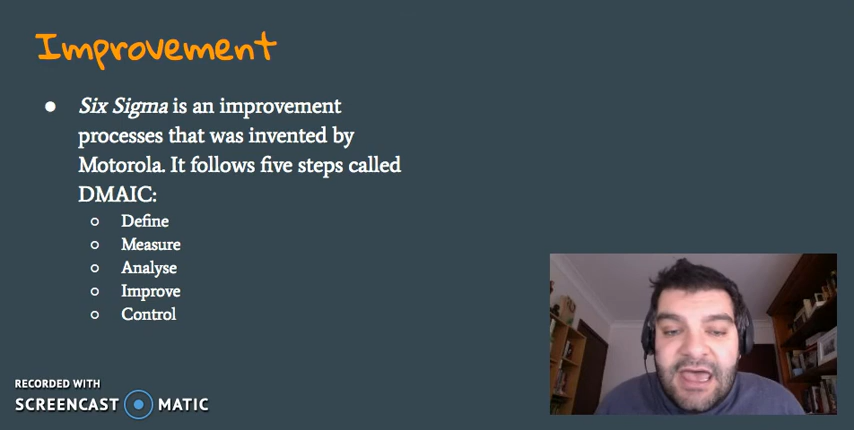 Improvement
● Six Sigma is an improvement
processes that was invented by
Motorola. It follows five steps called
DMAIC:
○ Define
○ Measure
○ Analyse
○ Improve
○ Control
RECORDED WITH
SCREENCAST MATIC